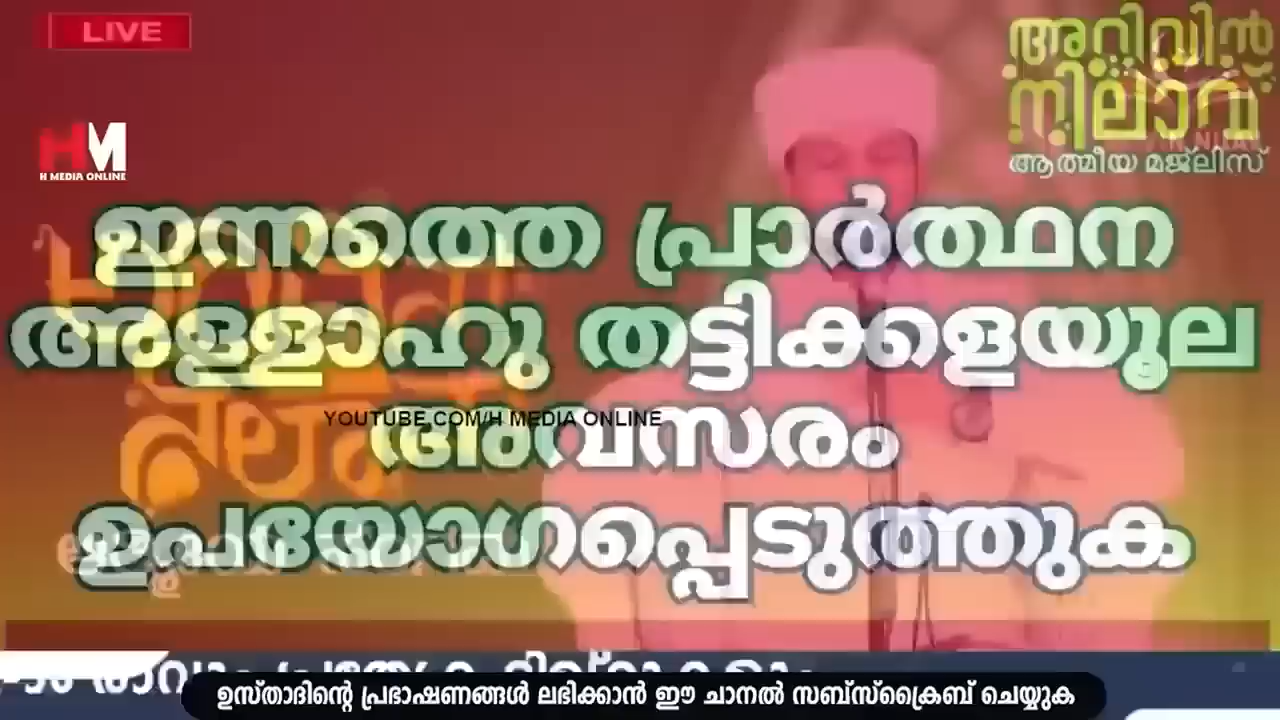 LIVE
അറിവിൻ
നിലാവ്
ആത്മീയ മജ്ലിസ്
HM
H MEDIA ONLINE
ഇന്നത്തെ പ്രാർത്ഥന
അള്ളാഹു തട്ടിക്കളെയൂല
YOUTUBE.COM/H MEDIA ONLINE
അവസരം
ഉപയോഗപ്പെടുത്തുക
ഉസ്താദിന്റെ പ്രഭാഷണങ്ങൾ ലഭിക്കാൻ ഈ ചാനൽ സബ്സ്ക്രൈബ് ചെയ്യുക